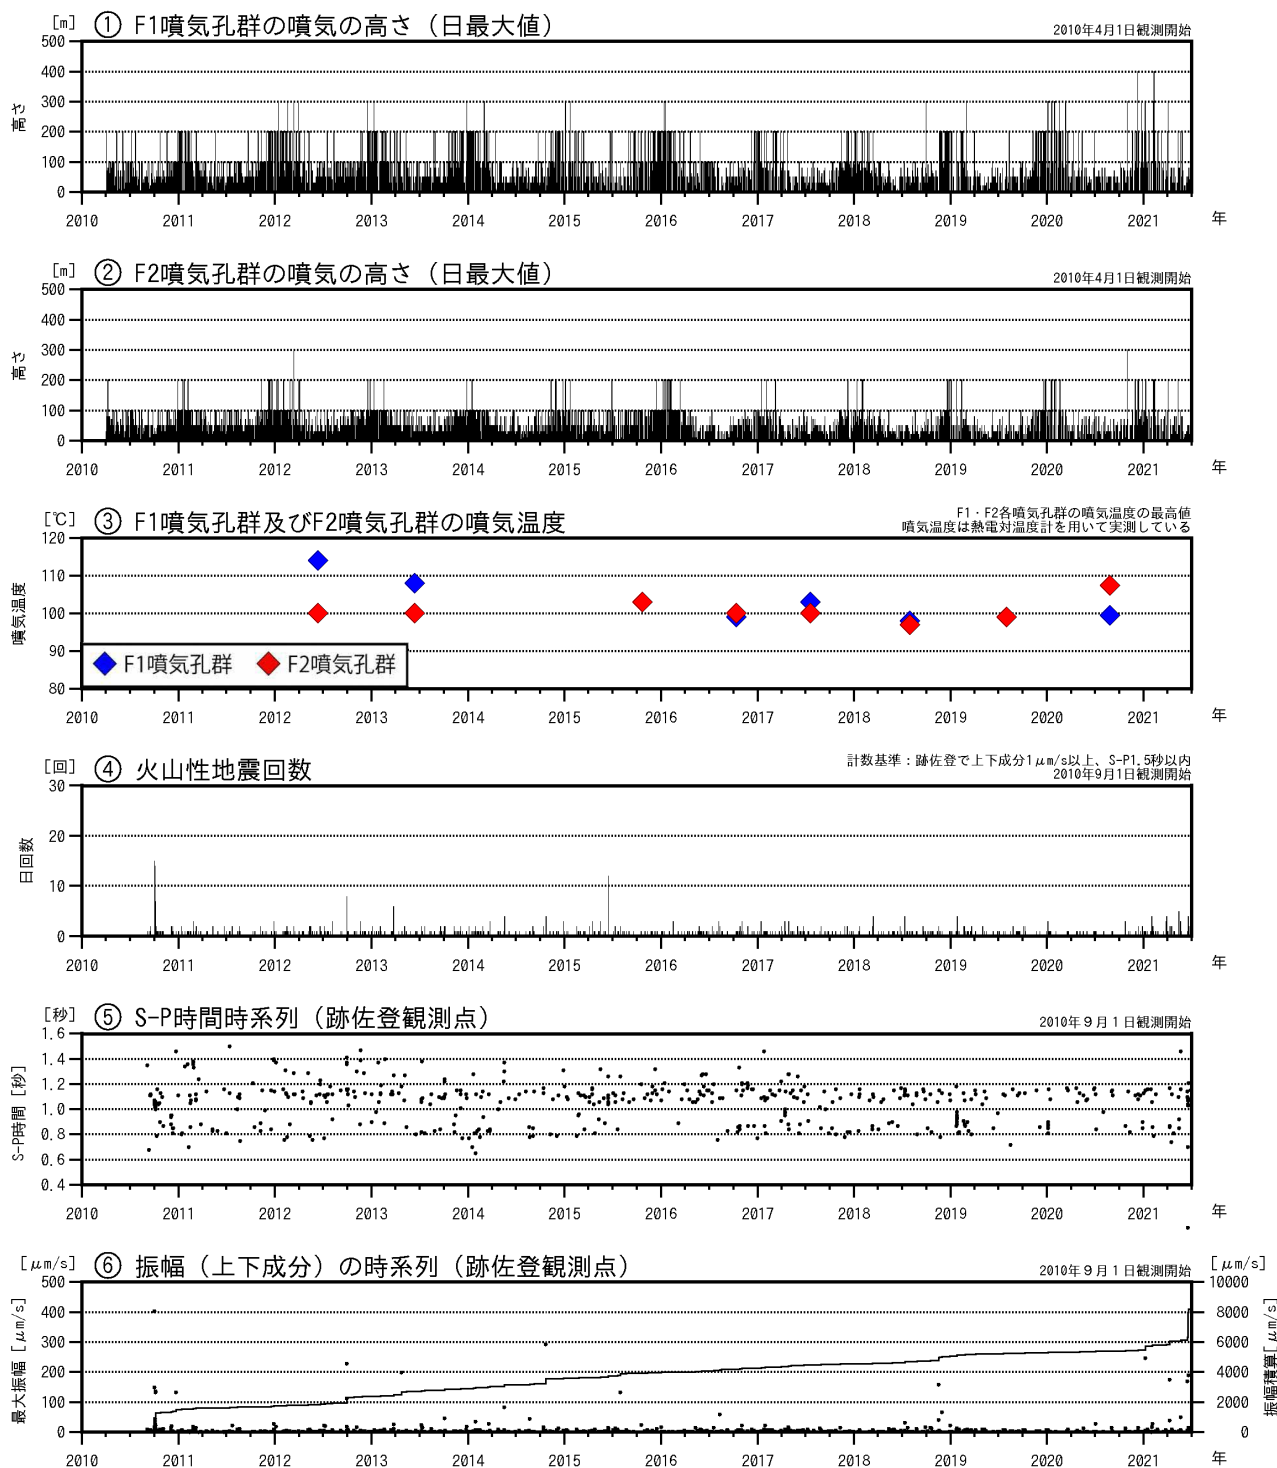 [m] ① F1噴気孔群の噴気の高さ（日最大値）
2010年4月1日観測開始
500
400
300
200
100
0
高さ
2010 2011 2012 2013 2014 2015 2016 2017 2018 2019 2020 2021 年
[m] ② F2噴気孔群の噴気の高さ（日最大値）
2010年4月1日観測開始
500
400
300
200
100
0
高さ
2010 2011 2012 2013 2014 2015 2016 2017 2018 2019 2020 2021 年
[℃] ③ F1噴気孔群及びF2噴気孔群の噴気温度
F1・F2各噴気孔群の噴気温度の最高値
噴気温度は熱電対温度計を用いて実測している
120
110
100
90
80
噴気温度
F1噴気孔群 F2噴気孔群
2010 2011 2012 2013 2014 2015 2016 2017 2018 2019 2020 2021 年
[回] ④ 火山性地震回数
計数基準：跡佐登で上下成分1μm/s以上、S-P1.5秒以内
2010年9月1日観測開始
30
20
10
0
日回数
2010 2011 2012 2013 2014 2015 2016 2017 2018 2019 2020 2021 年
[秒] ⑤ S-P時間時系列（跡佐登観測点）
2010年９月１日観測開始
1.6
1.4
1.2
1.0
0.8
0.6
0.4
S-P時間［秒］
2010 2011 2012 2013 2014 2015 2016 2017 2018 2019 2020 2021 年
[μm/s] ⑥ 振幅（上下成分）の時系列（跡佐登観測点）
2010年９月１日観測開始
[μm/s]
500
400
300
200
100
0
最大振幅［μm/s］
10000
8000
6000
4000
2000
0
振幅積算［μm/s］
2010 2011 2012 2013 2014 2015 2016 2017 2018 2019 2020 2021 年